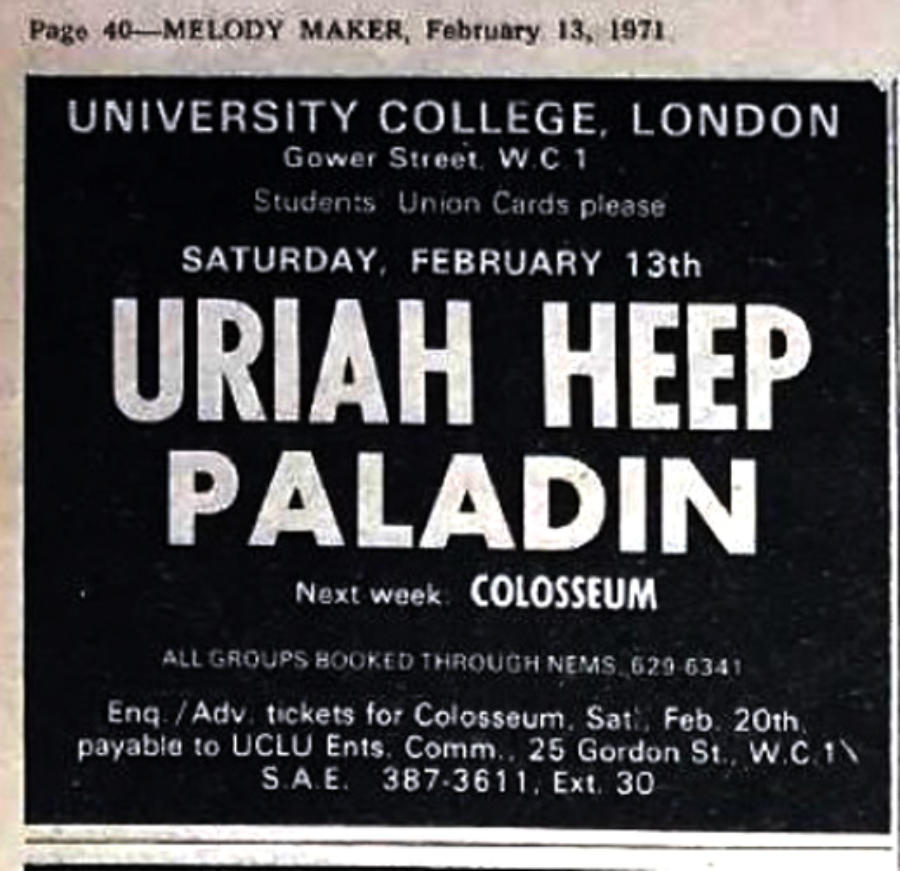 Page 40—MELODY MAKER, February 13, 1971
UNIVERSITY COLLEGE, LONDON
Gower Street, W.C.1
Students' Union Cards please
SATURDAY, FEBRUARY 13th
URIAH HEEP
PALADIN
Next week: COLOSSEUM
ALL GROUPS BOOKED THROUGH NEMS, 629-6341
Enq./Adv. tickets for Colosseum, Sat., Feb. 20th,
payable to UCLU Ents. Comm., 25 Gordon St., W.C.1\
S.A.E. 387-3611, Ext. 30